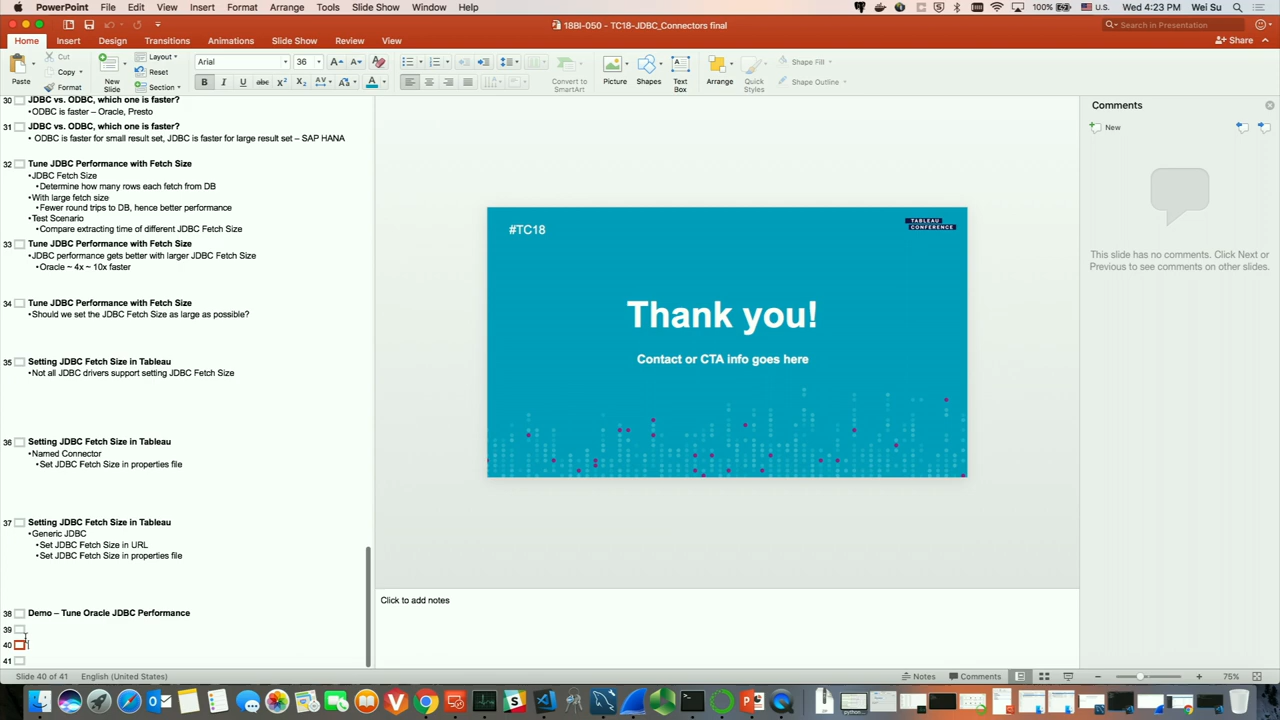 PowerPoint File Edit View Insert Format Arrange Tools Slide Show Window Help 100% U.S. Wed 4:23 PM Wei Su
18BI-050 - TC18-JDBC_Connectors final
Search in Presentation
Home Insert Design Transitions Animations Slide Show Review View
Share
Paste
Cut
Copy
Format
New
Slide
Layout
Reset
Section
Arial
36
Convert to
SmartArt
Picture
Shapes
Text
Box
Arrange
Quick
Styles
Shape Fill
Shape Outline
30 JDBC vs. ODBC, which one is faster?
•ODBC is faster – Oracle, Presto
31 JDBC vs. ODBC, which one is faster?
• ODBC is faster for small result set, JDBC is faster for large result set – SAP HANA
32 Tune JDBC Performance with Fetch Size
•JDBC Fetch Size
•Determine how many rows each fetch from DB
•With large fetch size
•Fewer round trips to DB, hence better performance
•Test Scenario
•Compare extracting time of different JDBC Fetch Size
33 Tune JDBC Performance with Fetch Size
•JDBC performance gets better with larger JDBC Fetch Size
•Oracle ~ 4x ~ 10x faster
34 Tune JDBC Performance with Fetch Size
•Should we set the JDBC Fetch Size as large as possible?
35 Setting JDBC Fetch Size in Tableau
•Not all JDBC drivers support setting JDBC Fetch Size
36 Setting JDBC Fetch Size in Tableau
•Named Connector
•Set JDBC Fetch Size in properties file
37 Setting JDBC Fetch Size in Tableau
•Generic JDBC
•Set JDBC Fetch Size in URL
•Set JDBC Fetch Size in properties file
38 Demo – Tune Oracle JDBC Performance
39
40
41
#TC18
TABLEAU
CONFERENCE
Thank you!
Contact or CTA info goes here
Click to add notes
Comments
New
This slide has no comments. Click Next or
Previous to see comments on other slides.
Slide 40 of 41 English (United States)
Notes Comments 75%